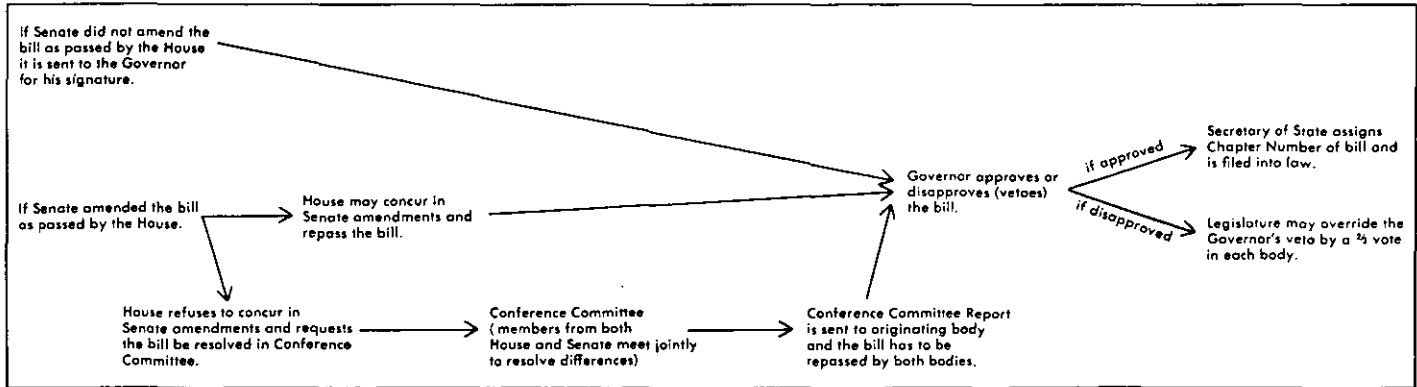 If Senate did not amend the
bill as passed by the House
it is sent to the Governor
for his signature.
If Senate amended the bill
as passed by the House.
House may concur in
Senate amendments and
repass the bill.
House refuses to concur in
Senate amendments and requests
the bill be resolved in Conference
Committee.
Conference Committee
(members from both
House and Senate meet jointly
to resolve differences)
Conference Committee Report
is sent to originating body
and the bill has to be
repassed by both bodies.
Governor approves or
disapproves (vetoes)
the bill.
if approved
Secretary of State assigns
Chapter Number of bill and
is filed into law.
if disapproved
Legislature may override the
Governor's veto by a ⅔ vote
in each body.